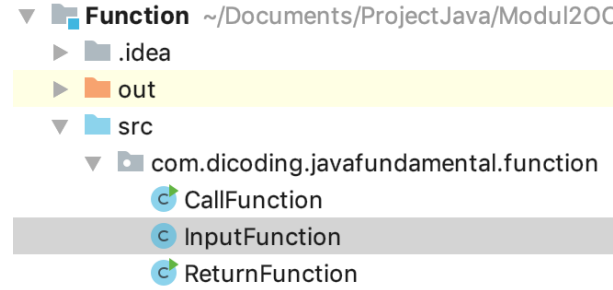 Function ~/Documents/ProjectJava/Modul2OO
.idea
out
src
com.dicoding.javafundamental.function
C CallFunction
C InputFunction
C ReturnFunction